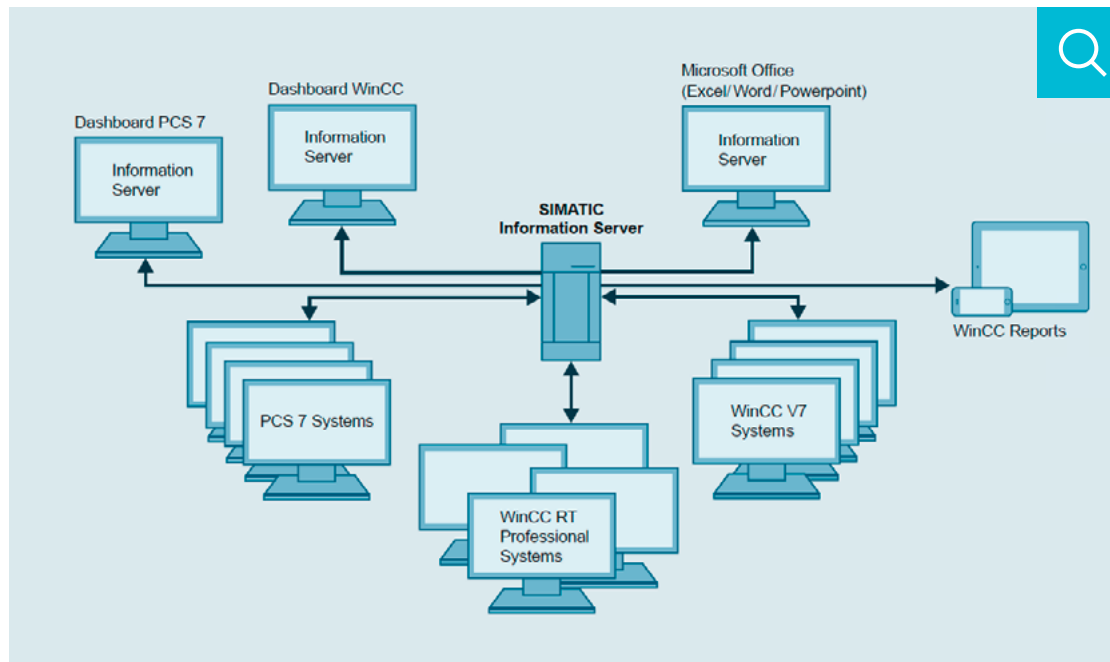 Dashboard PCS 7
Information
Server
Dashboard WinCC
Information
Server
Microsoft Office
(Excel/Word/Powerpoint)
Information
Server
SIMATIC
Information Server
WinCC Reports
PCS 7 Systems
WinCC RT
Professional
Systems
WinCC V7
Systems